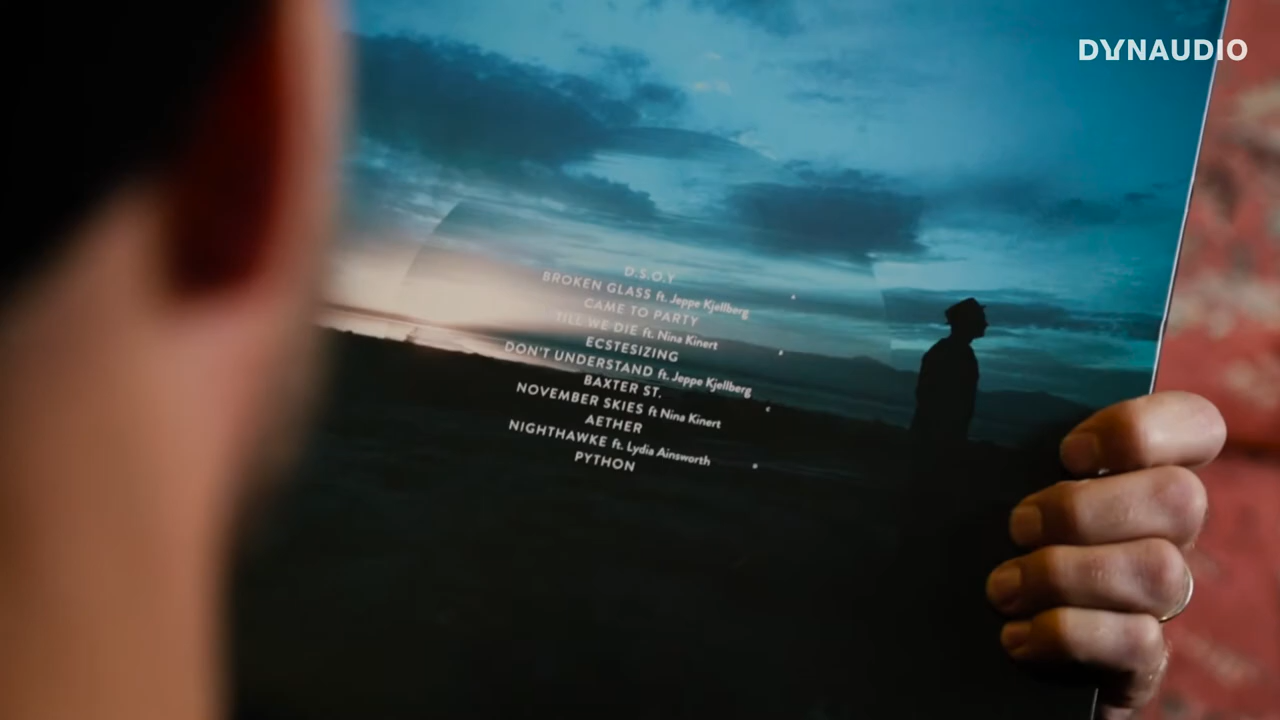 DYNAUDIO
D.S.O.Y
BROKEN GLASS ft. Jeppe Kjellberg
CAME TO PARTY
TILL WE DIE ft. Nina Kinert
ECSTESIZING
DON'T UNDERSTAND ft. Jeppe Kjellberg
BAXTER ST.
NOVEMBER SKIES ft Nina Kinert
AETHER
NIGHTHAWKE ft. Lydia Ainsworth
PYTHON